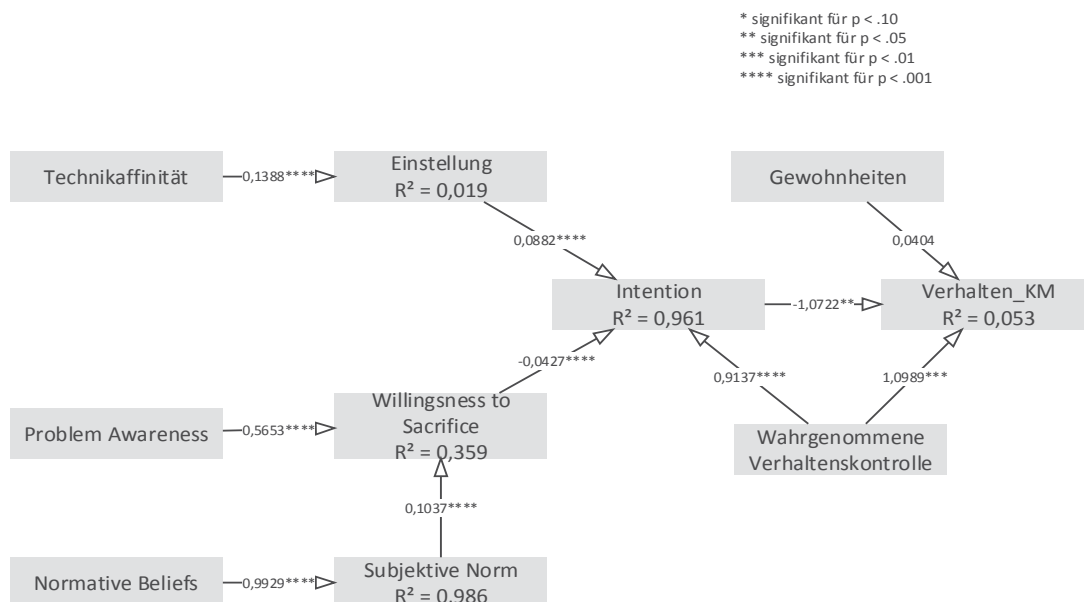 * signifikant für p < .10
** signifikant für p < .05
*** signifikant für p < .01
**** signifikant für p < .001
Technikaffinität
0,1388****
Einstellung
R² = 0,019
Gewohnheiten
0,0882****
0,0404
Intention
R² = 0,961
-1,0722**
Verhalten_KM
R² = 0,053
-0,0427****
0,9137****
1,0989***
Problem Awareness
0,5653****
Willingsness to
Sacrifice
R² = 0,359
Wahrgenommene
Verhaltenskontrolle
0,1037****
Normative Beliefs
0,9929****
Subjektive Norm
R² = 0,986